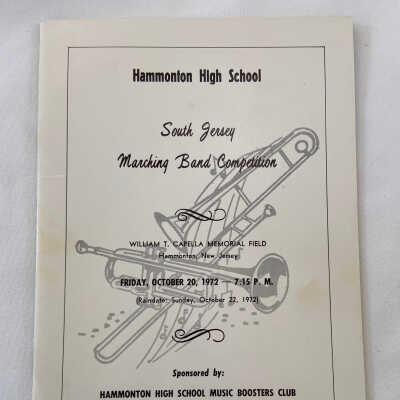 Hammonton High School
South Jersey
Marching Band Competition
WILLIAM T. CAPELLA MEMORIAL FIELD
Hammonton, New Jersey
FRIDAY, OCTOBER 20, 1972 — 7:15 P. M.
(Raindate: Sunday, October 22, 1972)
Sponsored by:
HAMMONTON HIGH SCHOOL MUSIC BOOSTERS CLUB